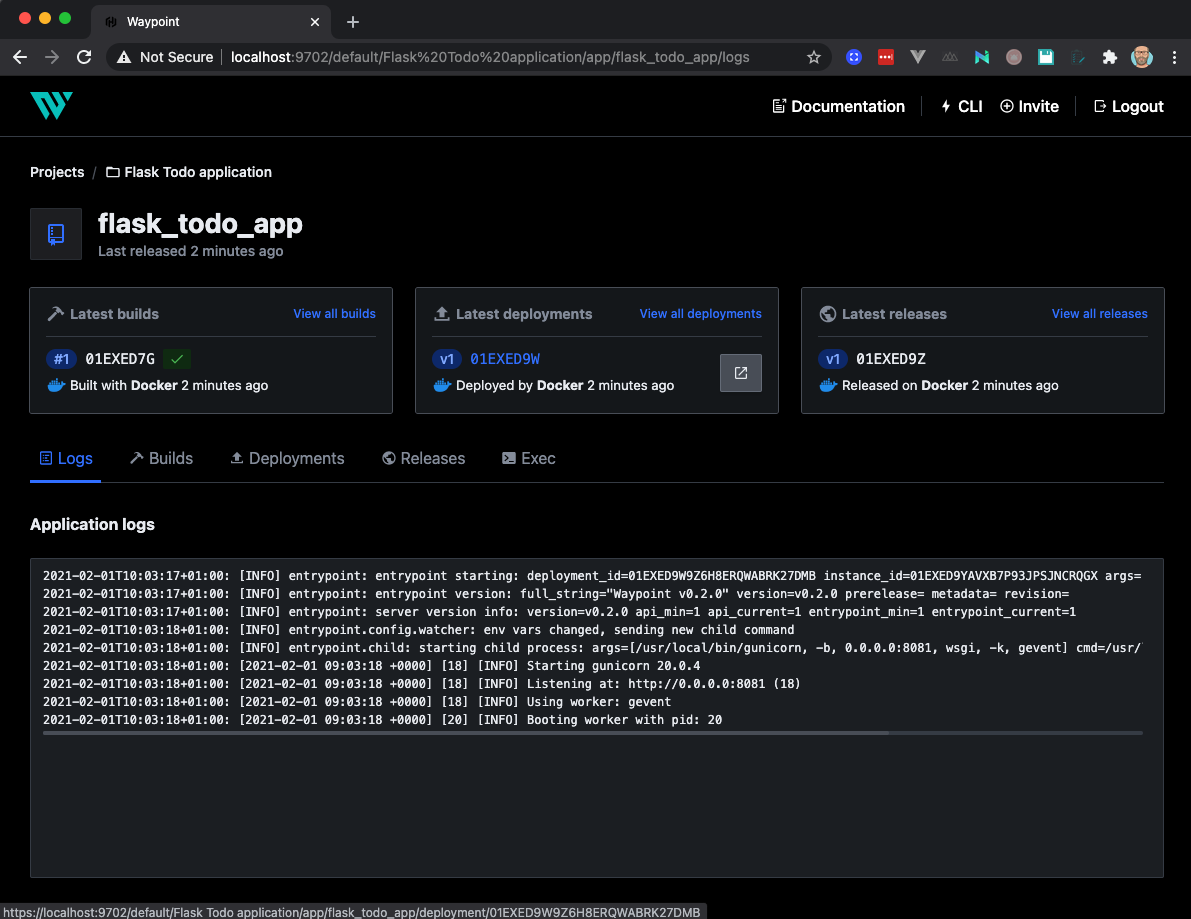 Waypoint
Not Secure localhost:9702/default/Flask%20Todo%20application/app/flask_todo_app/logs
Documentation CLI Invite Logout
Projects / Flask Todo application
flask_todo_app
Last released 2 minutes ago
Latest builds View all builds
#1 01EXED7G
Built with Docker 2 minutes ago
Latest deployments View all deployments
v1 01EXED9W
Deployed by Docker 2 minutes ago
Latest releases View all releases
v1 01EXED9Z
Released on Docker 2 minutes ago
Logs Builds Deployments Releases Exec
Application logs
2021-02-01T10:03:17+01:00: [INFO] entrypoint: entrypoint starting: deployment_id=01EXED9W9Z6H8ERQWABRK27DMB instance_id=01EXED9YAVXB7P93JPSJNCRQGX args=
2021-02-01T10:03:17+01:00: [INFO] entrypoint: entrypoint version: full_string="Waypoint v0.2.0" version=v0.2.0 prerelease= metadata= revision=
2021-02-01T10:03:17+01:00: [INFO] entrypoint: server version info: version=v0.2.0 api_min=1 api_current=1 entrypoint_min=1 entrypoint_current=1
2021-02-01T10:03:18+01:00: [INFO] entrypoint.config.watcher: env vars changed, sending new child command
2021-02-01T10:03:18+01:00: [INFO] entrypoint.child: starting child process: args=[/usr/local/bin/gunicorn, -b, 0.0.0.0:8081, wsgi, -k, gevent] cmd=/usr/
2021-02-01T10:03:18+01:00: [2021-02-01 09:03:18 +0000] [18] [INFO] Starting gunicorn 20.0.4
2021-02-01T10:03:18+01:00: [2021-02-01 09:03:18 +0000] [18] [INFO] Listening at: http://0.0.0.0:8081 (18)
2021-02-01T10:03:18+01:00: [2021-02-01 09:03:18 +0000] [18] [INFO] Using worker: gevent
2021-02-01T10:03:18+01:00: [2021-02-01 09:03:18 +0000] [20] [INFO] Booting worker with pid: 20
https://localhost:9702/default/Flask Todo application/app/flask_todo_app/deployment/01EXED9W9Z6H8ERQWABRK27DMB